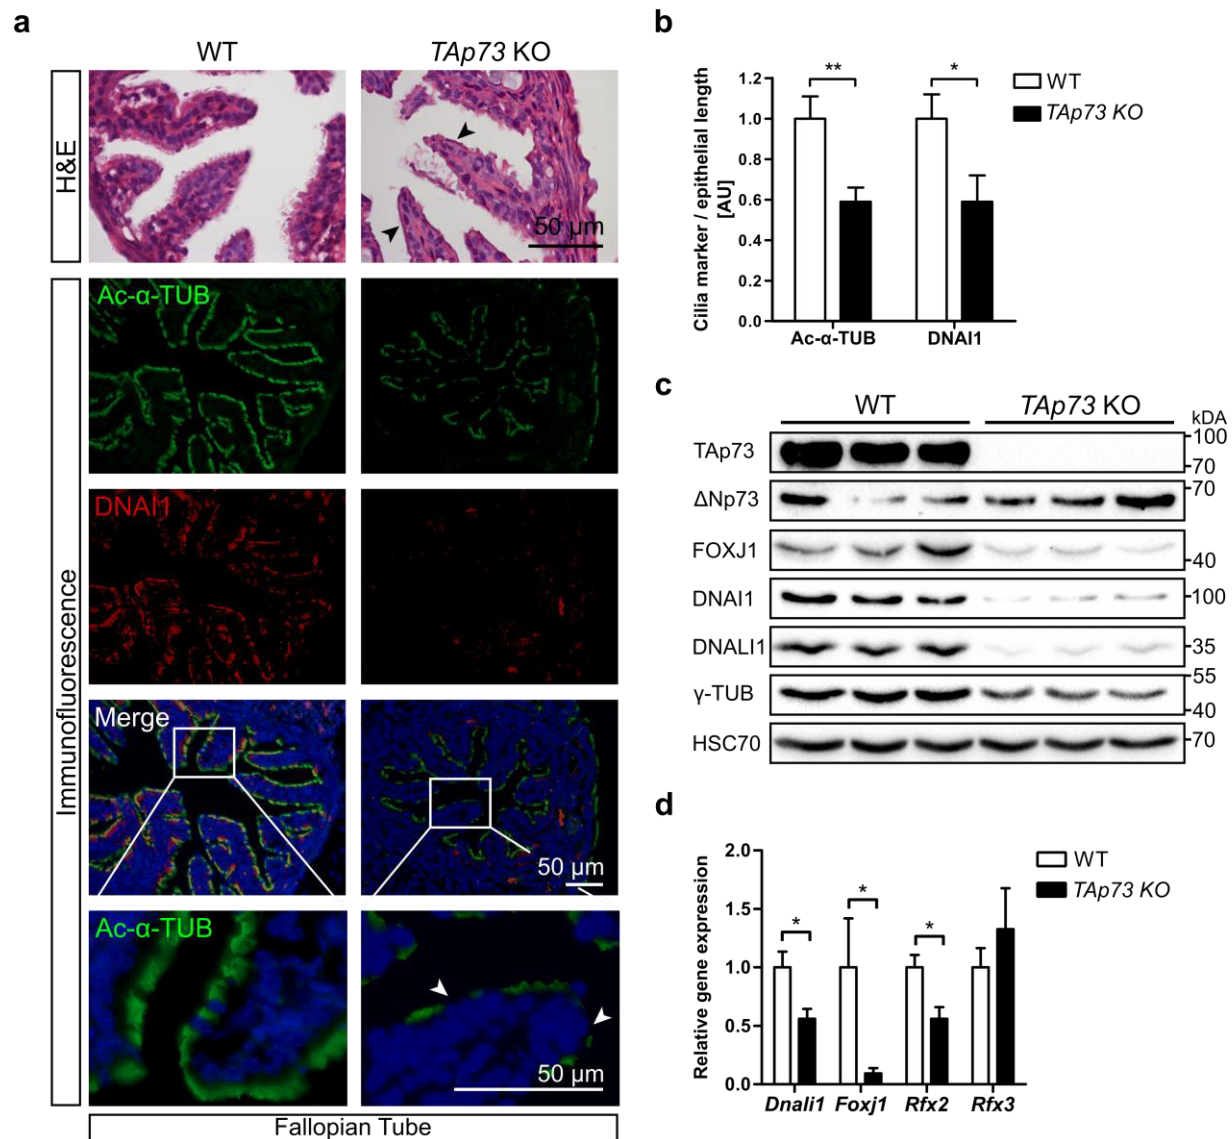 a
WT
TAp73 KO
H&E
50 µm
Immunofluorescence
Ac-α-TUB
DNAI1
Merge
50 µm
Ac-α-TUB
50 µm
Fallopian Tube
b
Cilia marker / epithelial length
[AU]
1.2
1.0
0.8
0.6
0.4
0.2
0.0
**
*
WT
TAp73 KO
Ac-α-TUB
DNAI1
c
WT
TAp73 KO
kDA
TAp73
100
70
ΔNp73
70
FOXJ1
40
DNAI1
100
DNALI1
35
γ-TUB
55
40
HSC70
70
d
Relative gene expression
2.0
1.5
1.0
0.5
0.0
*
*
*
WT
TAp73 KO
Dnali1
Foxj1
Rfx2
Rfx3